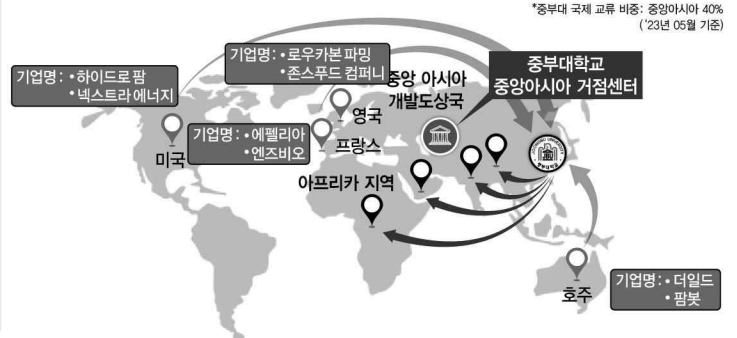 *중부대 국제 교류 비중: 중앙아시아 40%
('23년 05월 기준)
기업명: • 로우카본 파밍
• 존스푸드 컴퍼니
중앙 아시아
개발도상국
중부대학교
중앙아시아 거점센터
기업명: • 하이드로 팜
• 넥스트라 에너지
영국
기업명: • 에펠리아
• 엔즈비오
프랑스
미국
아프리카 지역
기업명: • 더일드
• 팜봇
호주